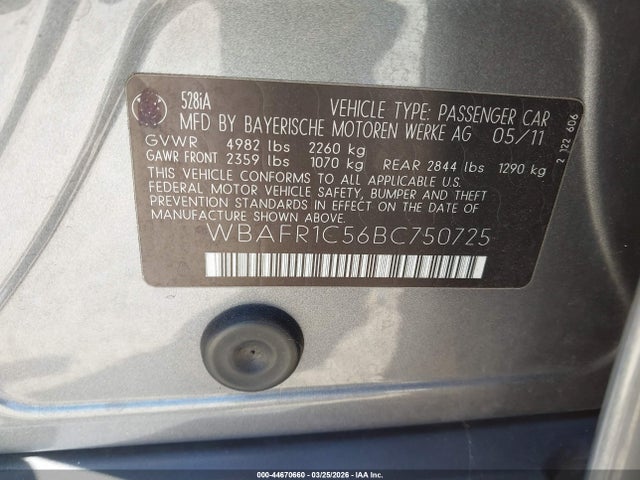 528iA
VEHICLE TYPE: PASSENGER CAR
MFD BY BAYERISCHE MOTOREN WERKE AG 05/11
GVWR 4982 lbs 2260 kg
GAWR FRONT 2359 lbs 1070 kg REAR 2844 lbs 1290 kg
THIS VEHICLE CONFORMS TO ALL APPLICABLE U.S.
FEDERAL MOTOR VEHICLE SAFETY, BUMPER AND THEFT
PREVENTION STANDARDS IN EFFECT ON THE DATE OF
MANUFACTURE SHOWN ABOVE.
WBAFR1C56BC750725
2 122 606
000-44670660 - 03/25/2026 - IAA Inc.